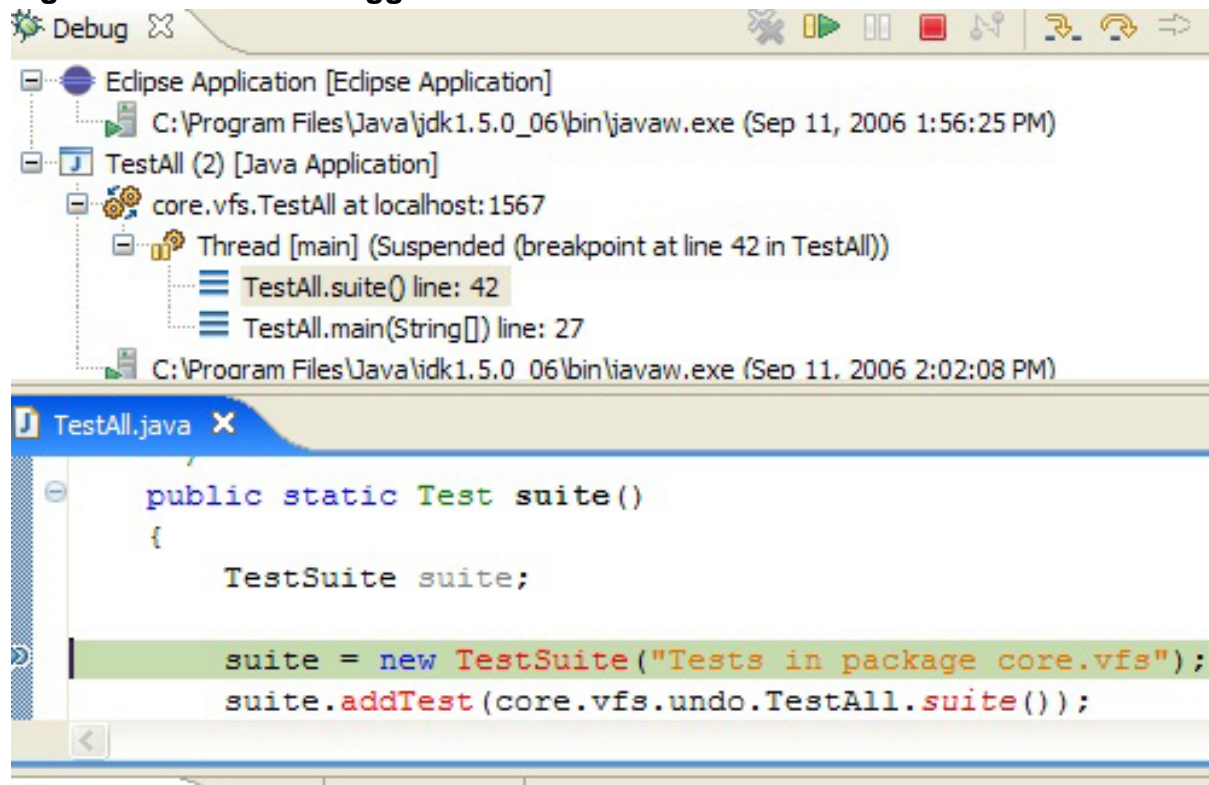 Debug
Eclipse Application [Eclipse Application]
C:\Program Files\Java\jdk1.5.0_06\bin\javaw.exe (Sep 11, 2006 1:56:25 PM)
TestAll (2) [Java Application]
core.vfs.TestAll at localhost:1567
Thread [main] (Suspended (breakpoint at line 42 in TestAll))
TestAll.suite() line: 42
TestAll.main(String[]) line: 27
C:\Program Files\Java\jdk1.5.0_06\bin\javaw.exe (Sep 11, 2006 2:02:08 PM)
TestAll.java
public static Test suite()
{
TestSuite suite;
suite = new TestSuite("Tests in package core.vfs");
suite.addTest(core.vfs.undo.TestAll.suite());